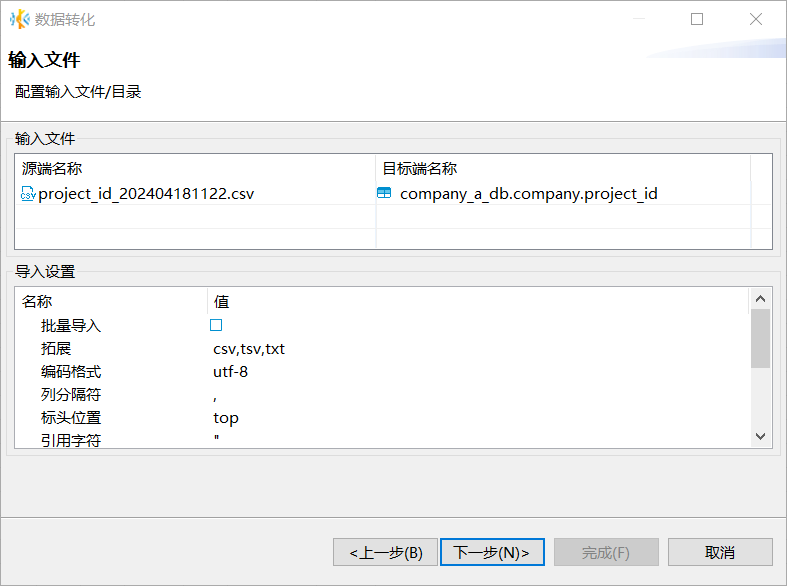 数据转化
输入文件
配置输入文件/目录
输入文件
源端名称 目标端名称
project_id_202404181122.csv company_a_db.company.project_id
导入设置
名称 值
批量导入
拓展 csv,tsv,txt
编码格式 utf-8
列分隔符 ,
标头位置 top
引用字符 "
<上一步(B) 下一步(N)> 完成(F) 取消